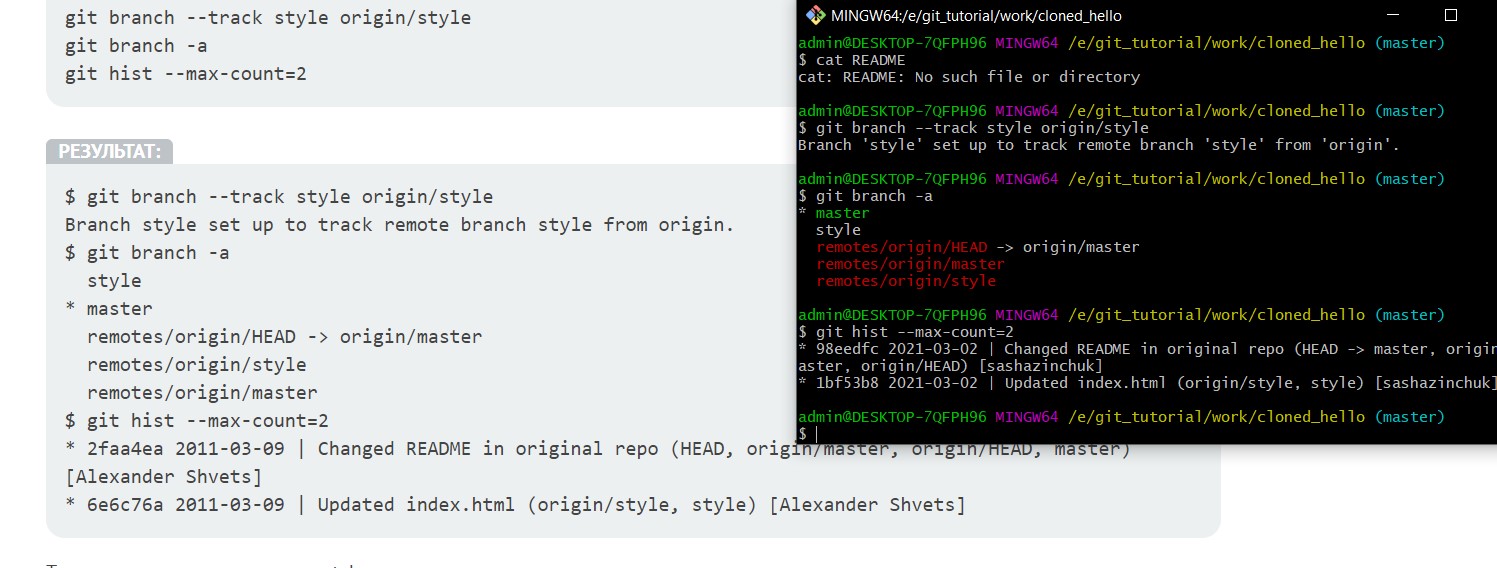 git branch --track style origin/style
git branch -a
git hist --max-count=2
РЕЗУЛЬТАТ:
$ git branch --track style origin/style
Branch style set up to track remote branch style from origin.
$ git branch -a
style
* master
remotes/origin/HEAD -> origin/master
remotes/origin/style
remotes/origin/master
$ git hist --max-count=2
* 2faa4ea 2011-03-09 | Changed README in original repo (HEAD, origin/master, origin/HEAD, master)
[Alexander Shvets]
* 6e6c76a 2011-03-09 | Updated index.html (origin/style, style) [Alexander Shvets]
MINGW64:/e/git_tutorial/work/cloned_hello
admin@DESKTOP-7QFPH96 MINGW64 /e/git_tutorial/work/cloned_hello (master)
$ cat README
cat: README: No such file or directory
admin@DESKTOP-7QFPH96 MINGW64 /e/git_tutorial/work/cloned_hello (master)
$ git branch --track style origin/style
Branch 'style' set up to track remote branch 'style' from 'origin'.
admin@DESKTOP-7QFPH96 MINGW64 /e/git_tutorial/work/cloned_hello (master)
$ git branch -a
* master
style
remotes/origin/HEAD -> origin/master
remotes/origin/master
remotes/origin/style
admin@DESKTOP-7QFPH96 MINGW64 /e/git_tutorial/work/cloned_hello (master)
$ git hist --max-count=2
* 98eedfc 2021-03-02 | Changed README in original repo (HEAD -> master, origin
aster, origin/HEAD) [sashazinchuk]
* 1bf53b8 2021-03-02 | Updated index.html (origin/style, style) [sashazinchuk]
admin@DESKTOP-7QFPH96 MINGW64 /e/git_tutorial/work/cloned_hello (master)
$